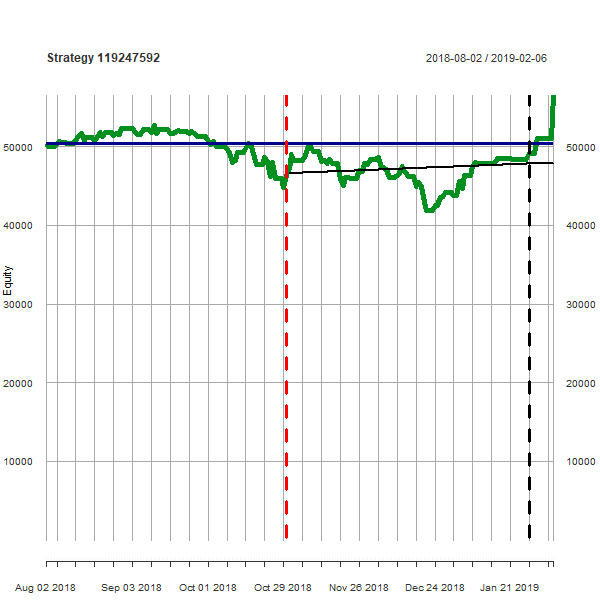 Strategy 119247592
2018-08-02 / 2019-02-06
50000
50000
40000
40000
Equity
30000
30000
20000
20000
10000
10000
Aug 02 2018
Sep 03 2018
Oct 01 2018
Oct 29 2018
Nov 26 2018
Dec 24 2018
Jan 21 2019